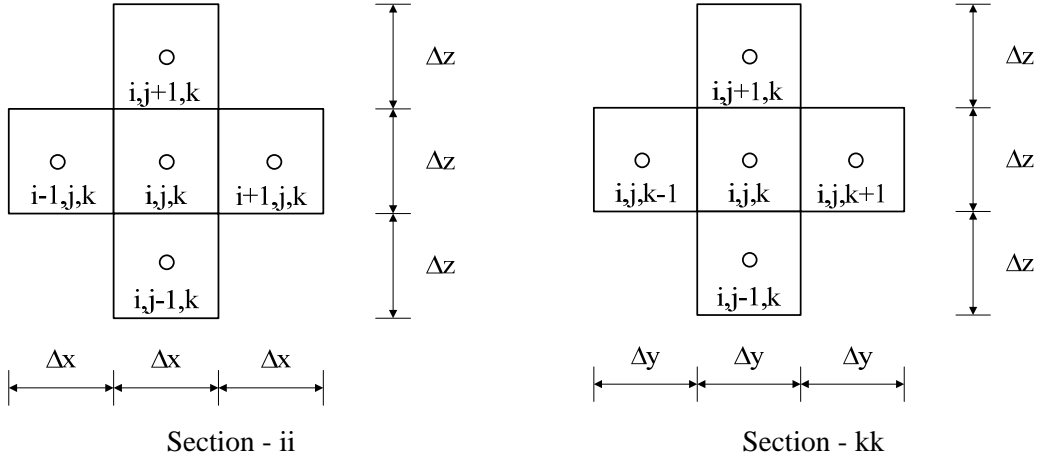 i,j+1,k
i-1,j,k
i,j,k
i+1,j,k
i,j-1,k
Δz
Δz
Δz
Δx
Δx
Δx
Section - ii
i,j+1,k
i,j,k-1
i,j,k
i,j,k+1
i,j-1,k
Δz
Δz
Δz
Δy
Δy
Δy
Section - kk